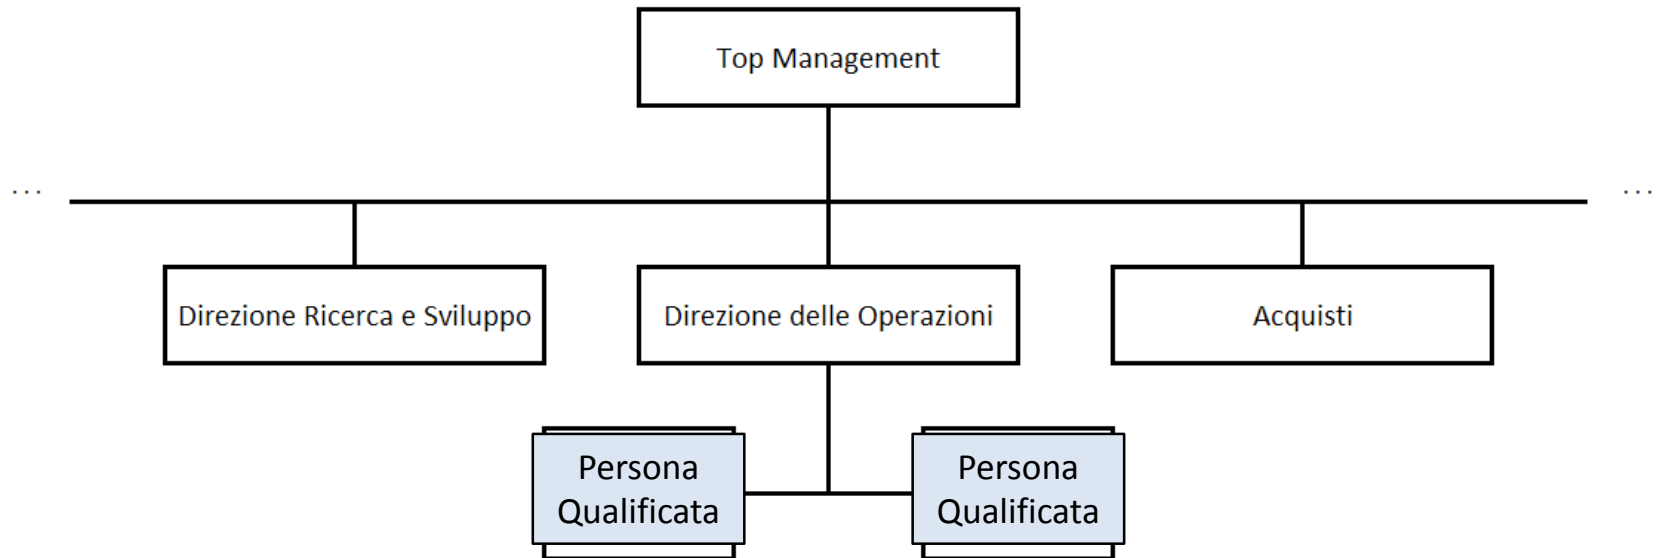 Top Management
... ...
Direzione Ricerca e Sviluppo
Direzione delle Operazioni
Acquisti
Persona
Qualificata
Persona
Qualificata